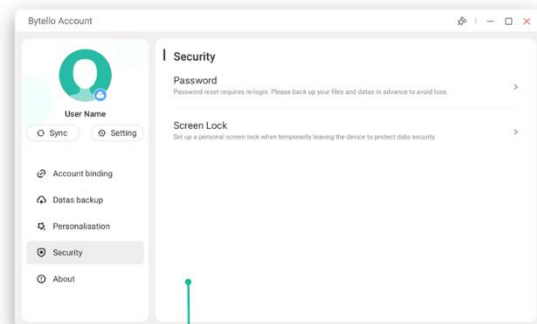 Bytello Account
User Name
Sync
Setting
Account binding
Datas backup
Personalisation
Security
About
Security
Password
Password reset requires re-login. Please back up your files and datas in advance to avoid loss.
Screen Lock
Set up a personal screen lock when temporarily leaving the device to protect data security